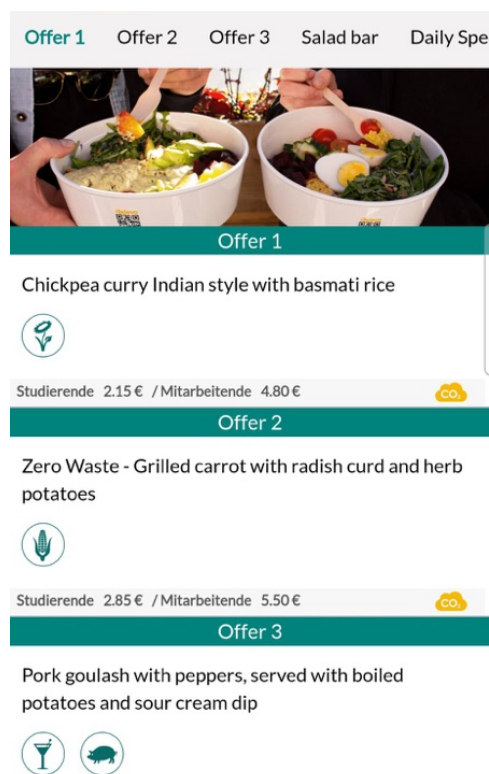 Offer 1 Offer 2 Offer 3 Salad bar Daily Spe
Offer 1
Chickpea curry Indian style with basmati rice
Studierende 2.15 € / Mitarbeitende 4.80 €
CO₂
Offer 2
Zero Waste - Grilled carrot with radish curd and herb
potatoes
Studierende 2.85 € / Mitarbeitende 5.50 €
CO₂
Offer 3
Pork goulash with peppers, served with boiled
potatoes and sour cream dip